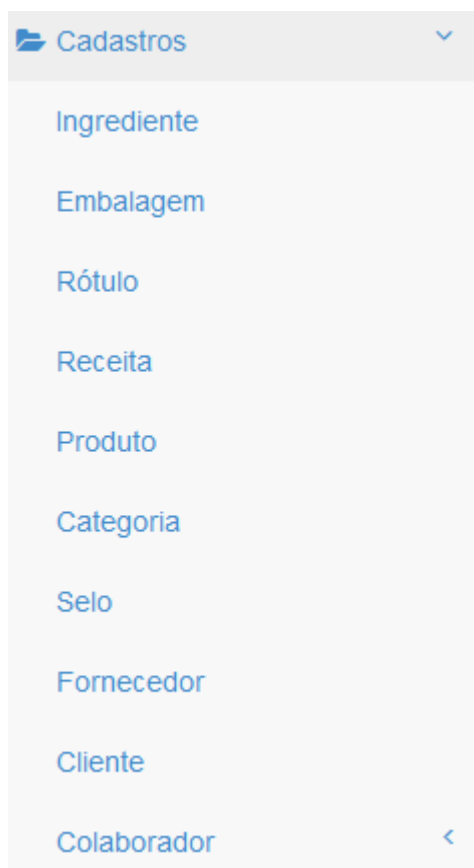 Cadastros
Ingrediente
Embalagem
Rótulo
Receita
Produto
Categoria
Selo
Fornecedor
Cliente
Colaborador